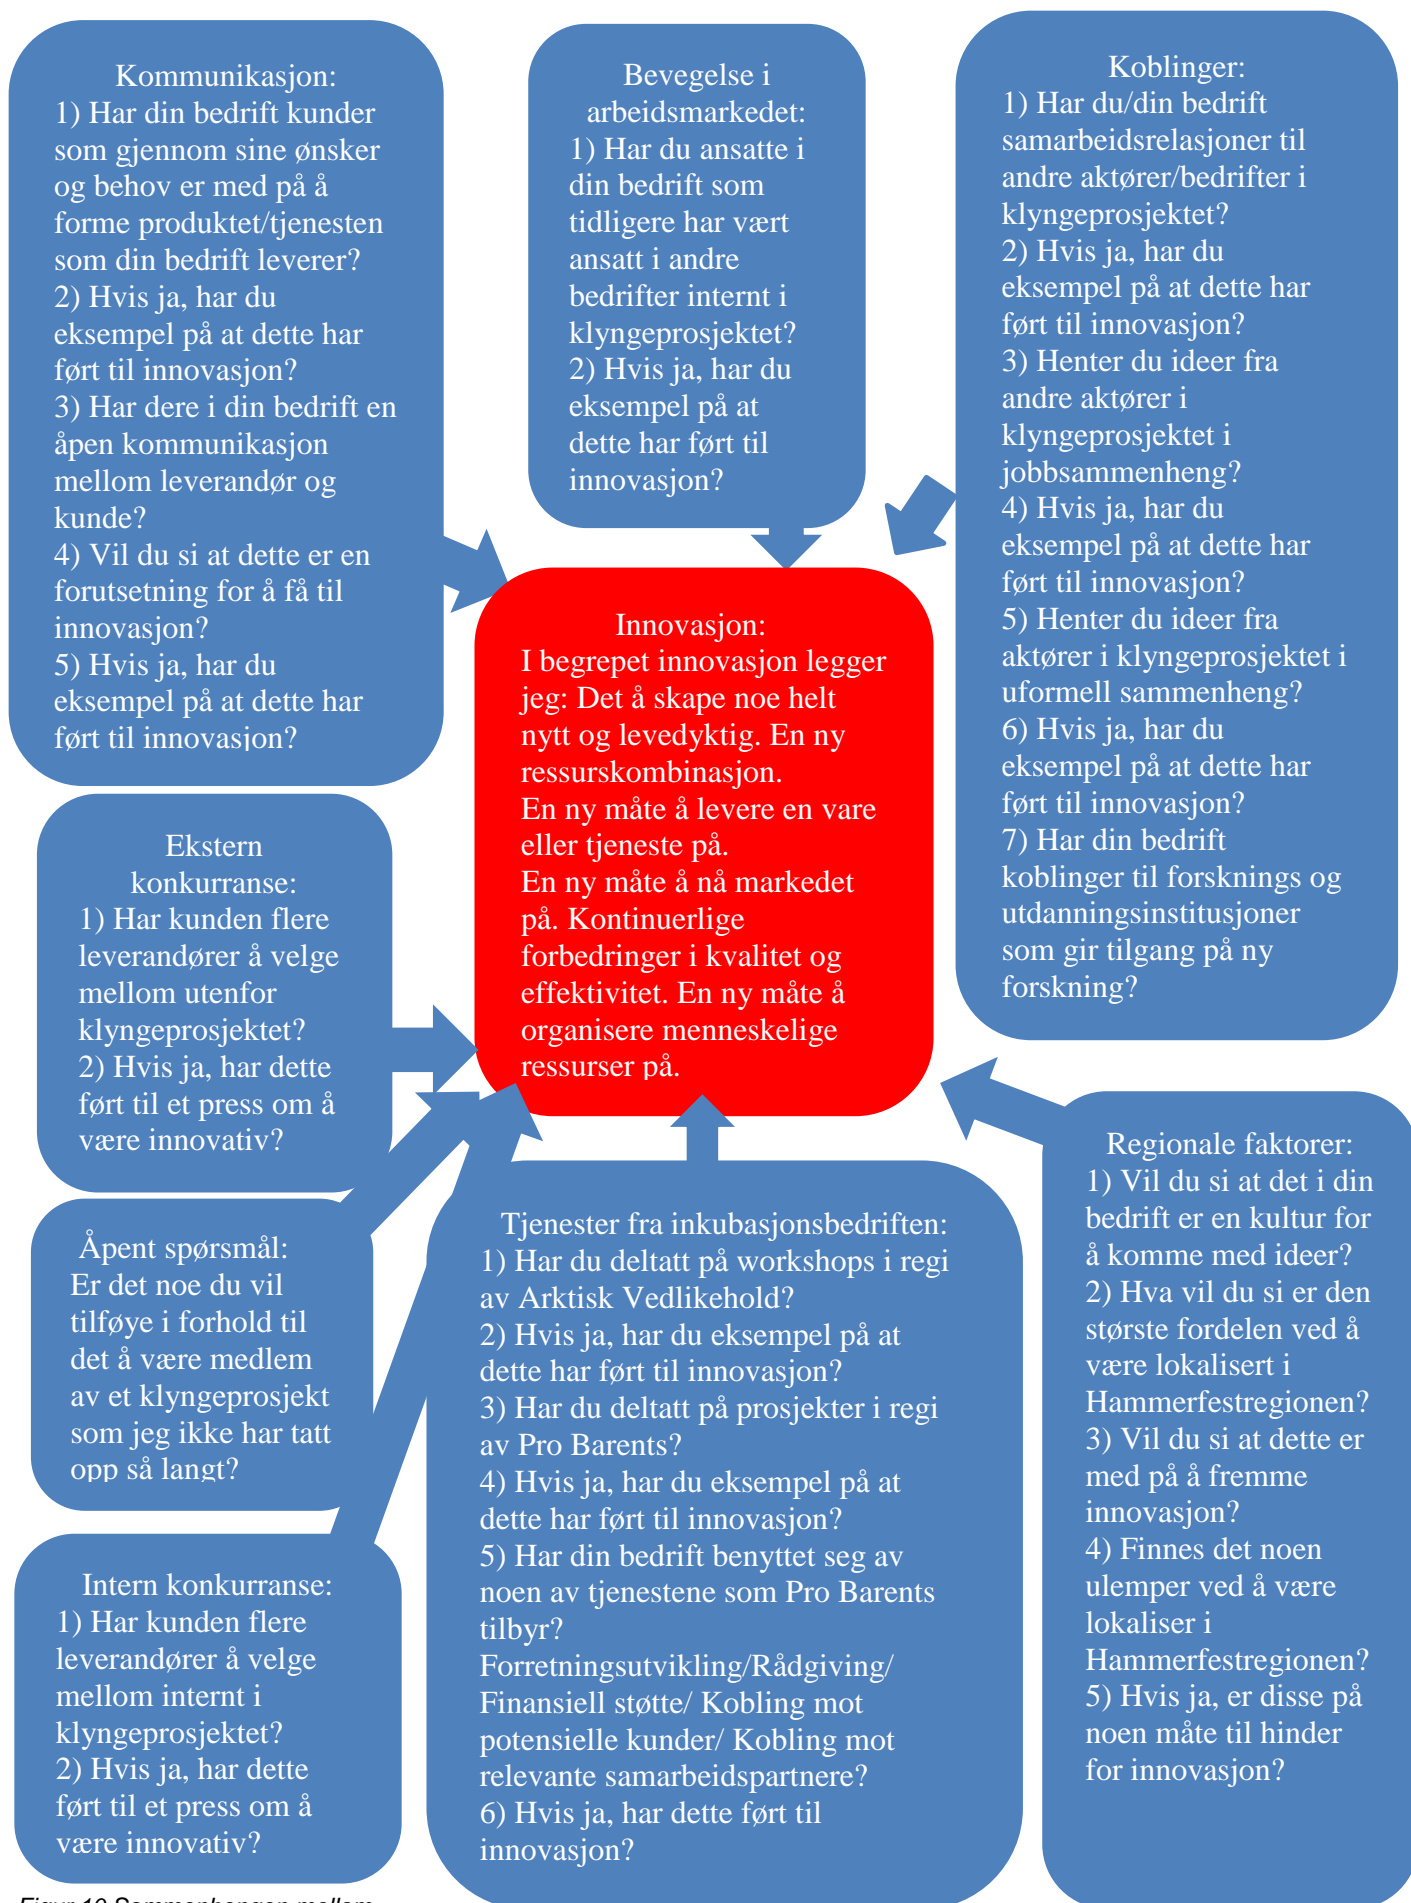 Kommunikasjon:
1) Har din bedrift kunder
som gjennom sine ønsker
og behov er med på å
forme produktet/tjenesten
som din bedrift leverer?
2) Hvis ja, har du
eksempel på at dette har
ført til innovasjon?
3) Har dere i din bedrift en
åpen kommunikasjon
mellom leverandør og
kunde?
4) Vil du si at dette er en
forutsetning for å få til
innovasjon?
5) Hvis ja, har du
eksempel på at dette har
ført til innovasjon?
Bevegelse i
arbeidsmarkedet:
1) Har du ansatte i
din bedrift som
tidligere har vært
ansatt i andre
bedrifter internt i
klyngeprosjektet?
2) Hvis ja, har du
eksempel på at
dette har ført til
innovasjon?
Koblinger:
1) Har du/din bedrift
samarbeidsrelasjoner til
andre aktører/bedrifter i
klyngeprosjektet?
2) Hvis ja, har du
eksempel på at dette har
ført til innovasjon?
3) Henter du ideer fra
andre aktører i
klyngeprosjektet i
jobbsammenheng?
4) Hvis ja, har du
eksempel på at dette har
ført til innovasjon?
5) Henter du ideer fra
aktører i klyngeprosjektet i
uformell sammenheng?
6) Hvis ja, har du
eksempel på at dette har
ført til innovasjon?
7) Har din bedrift
koblinger til forsknings og
utdanningsinstitusjoner
som gir tilgang på ny
forskning?
Innovasjon:
I begrepet innovasjon legger
jeg: Det å skape noe helt
nytt og levedyktig. En ny
ressurskombinasjon.
En ny måte å levere en vare
eller tjeneste på.
En ny måte å nå markedet
på. Kontinuerlige
forbedringer i kvalitet og
effektivitet. En ny måte å
organisere menneskelige
ressurser på.
Ekstern
konkurranse:
1) Har kunden flere
leverandører å velge
mellom utenfor
klyngeprosjektet?
2) Hvis ja, har dette
ført til et press om å
være innovativ?
Åpent spørsmål:
Er det noe du vil
tilføye i forhold til
det å være medlem
av et klyngeprosjekt
som jeg ikke har tatt
opp så langt?
Intern konkurranse:
1) Har kunden flere
leverandører å velge
mellom internt i
klyngeprosjektet?
2) Hvis ja, har dette
ført til et press om å
være innovativ?
Tjenester fra inkubasjonsbedriften:
1) Har du deltatt på workshops i regi
av Arktisk Vedlikehold?
2) Hvis ja, har du eksempel på at
dette har ført til innovasjon?
3) Har du deltatt på prosjekter i regi
av Pro Barents?
4) Hvis ja, har du eksempel på at
dette har ført til innovasjon?
5) Har din bedrift benyttet seg av
noen av tjenestene som Pro Barents
tilbyr?
Forretningsutvikling/Rådgiving/
Finansiell støtte/ Kobling mot
potensielle kunder/ Kobling mot
relevante samarbeidspartnere?
6) Hvis ja, har dette ført til
innovasjon?
Regionale faktorer:
1) Vil du si at det i din
bedrift er en kultur for
å komme med ideer?
2) Hva vil du si er den
største fordelen ved å
være lokalisert i
Hammerfestregionen?
3) Vil du si at dette er
med på å fremme
innovasjon?
4) Finnes det noen
ulemper ved å være
lokaliser i
Hammerfestregionen?
5) Hvis ja, er disse på
noen måte til hinder
for innovasjon?
Figur 10 Sammenhengen mellom